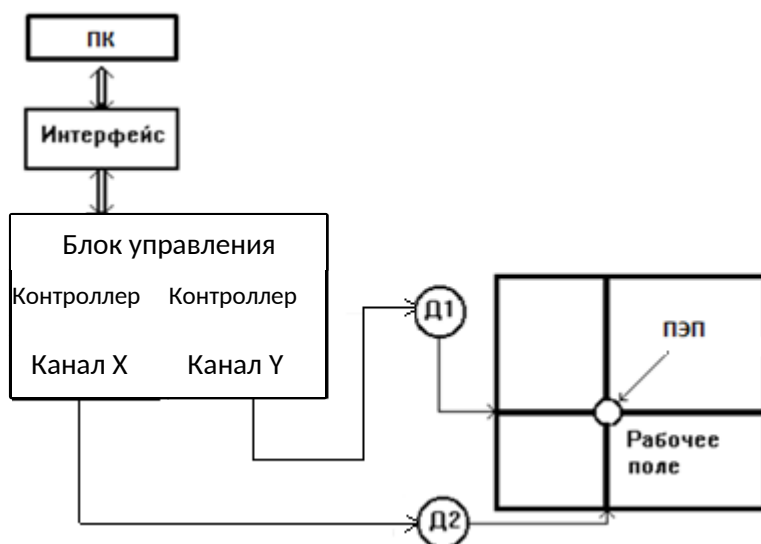 ПК
Интерфейс
Блок управления
Контроллер Контроллер
Канал X Канал Y
Д1
ПЭП
Рабочее
поле
Д2